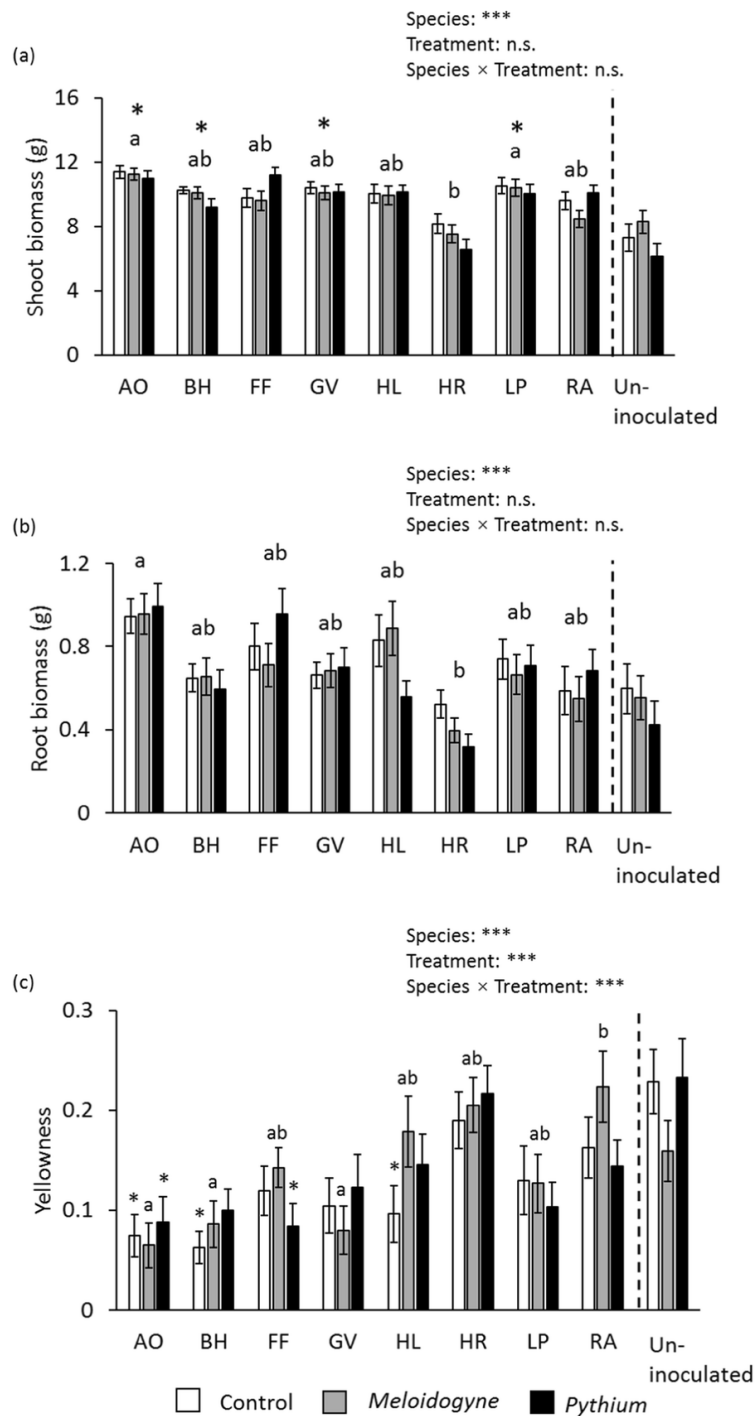 Species: ***
Treatment: n.s.
Species × Treatment: n.s.
(a)
Shoot biomass (g)
16
12
8
4
0
* * * *
a ab ab ab ab b a ab
AO BH FF GV HL HR LP RA Un-
inoculated
Species: ***
Treatment: n.s.
Species × Treatment: n.s.
(b)
Root biomass (g)
1.2
0.8
0.4
0
a ab ab ab ab b ab ab
AO BH FF GV HL HR LP RA Un-
inoculated
Species: ***
Treatment: ***
Species × Treatment: ***
(c)
Yellowness
0.3
0.2
0.1
0
* a * * a ab * a * ab ab ab b
AO BH FF GV HL HR LP RA Un-
inoculated
Control Meloidogyne Pythium